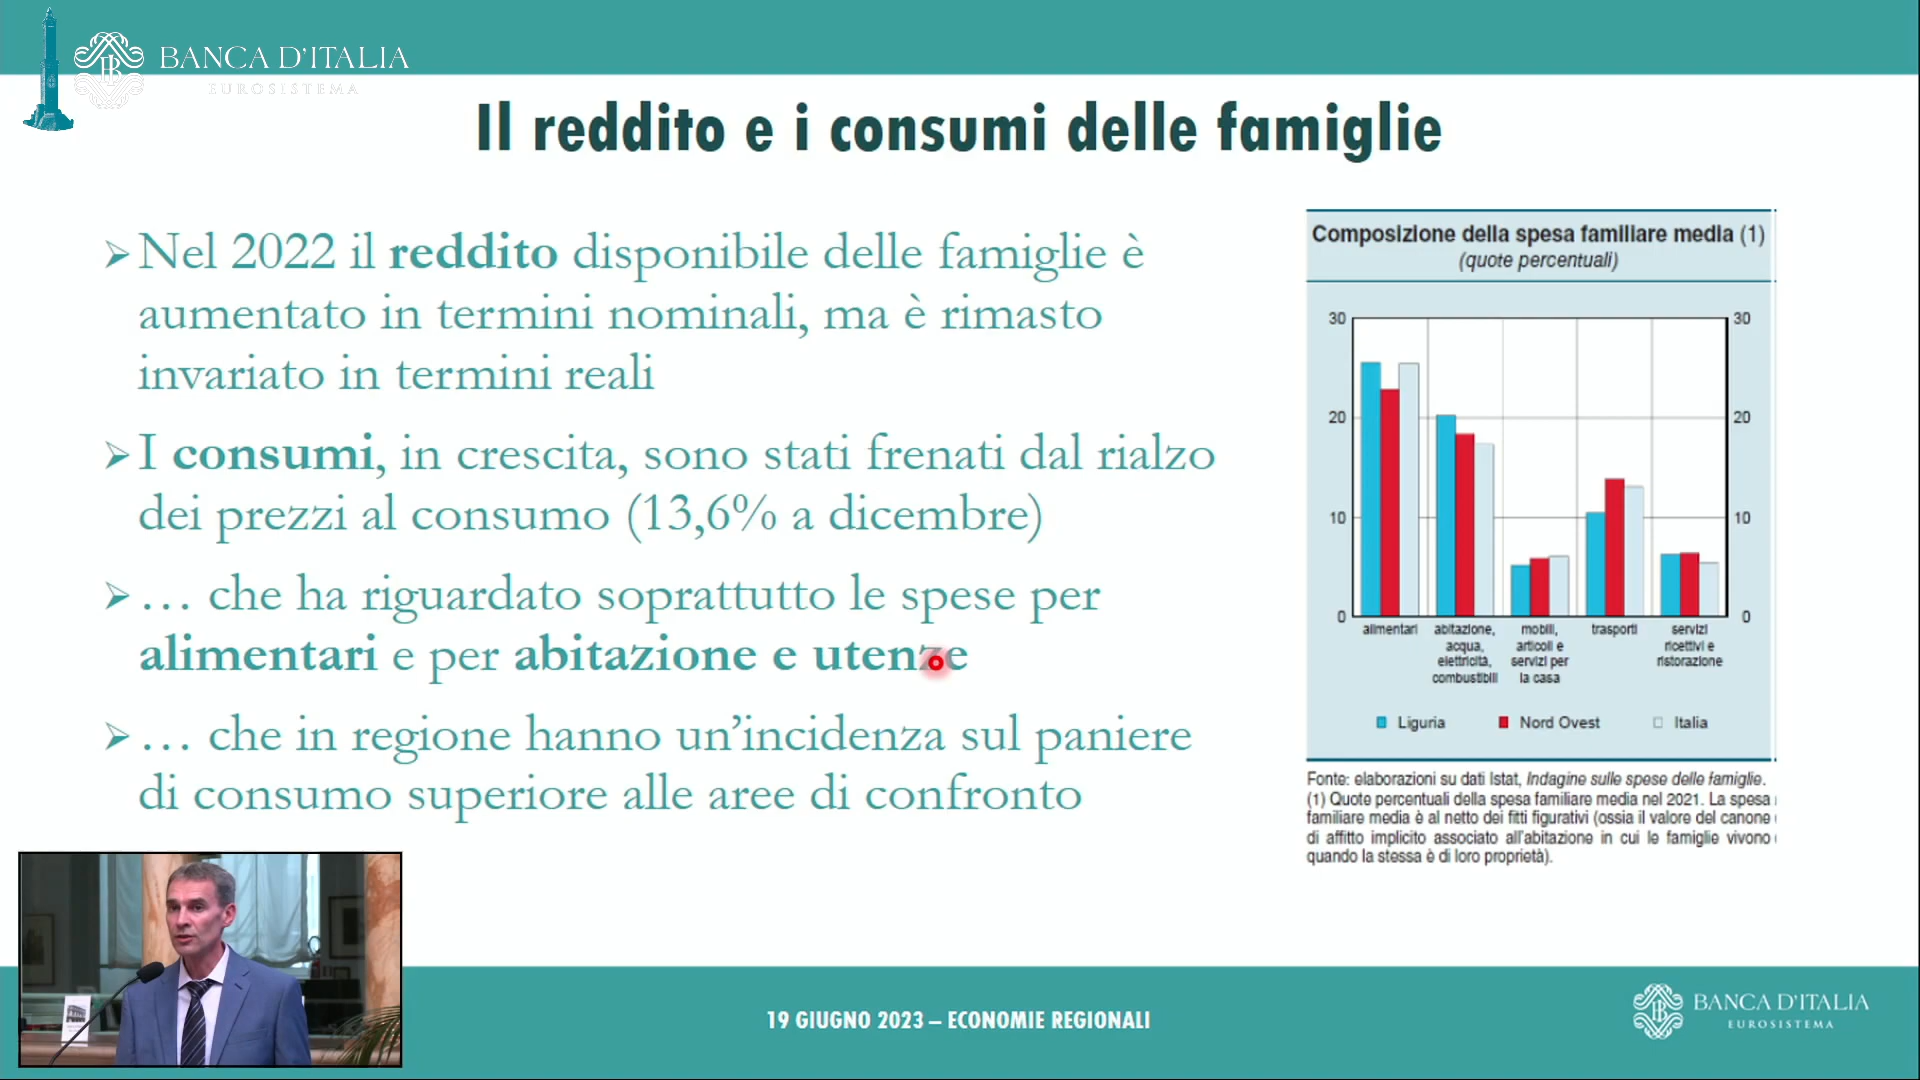 BANCA D'ITALIA
EUROSISTEMA
Il reddito e i consumi delle famiglie
Nel 2022 il reddito disponibile delle famiglie è
aumentato in termini nominali, ma è rimasto
invariato in termini reali
I consumi, in crescita, sono stati frenati dal rialzo
dei prezzi al consumo (13,6% a dicembre)
… che ha riguardato soprattutto le spese per
alimentari e per abitazione e utenze
… che in regione hanno un'incidenza sul paniere
di consumo superiore alle aree di confronto
Composizione della spesa familiare media (1)
(quote percentuali)
30 30
20 20
10 10
0 0
alimentari abitazione, mobili, trasporti servizi
acqua, articoli e ricettivi e
elettricità, servizi per ristorazione
combustibili la casa
Liguria Nord Ovest Italia
Fonte: elaborazioni su dati Istat, Indagine sulle spese delle famiglie.
(1) Quote percentuali della spesa familiare media nel 2021. La spesa
familiare media è al netto dei fitti figurativi (ossia il valore del canone
di affitto implicito associato all'abitazione in cui le famiglie vivono
quando la stessa è di loro proprietà).
19 GIUGNO 2023 – ECONOMIE REGIONALI
BANCA D'ITALIA
EUROSISTEMA